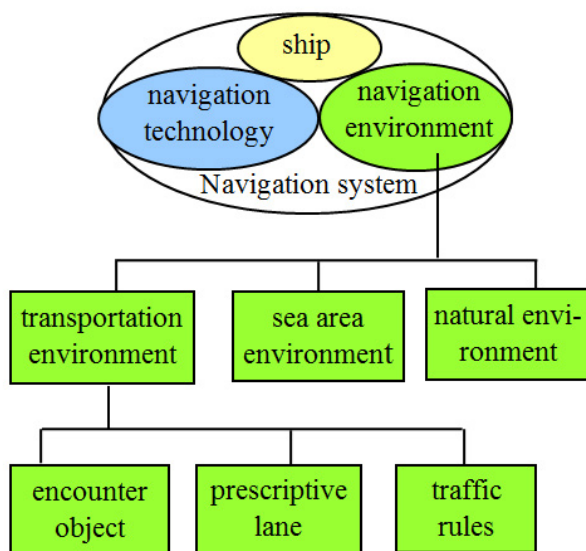 ship
navigation
technology
navigation
environment
Navigation system
transportation
environment
sea area
environment
natural envi-
ronment
encounter
object
prescriptive
lane
traffic
rules